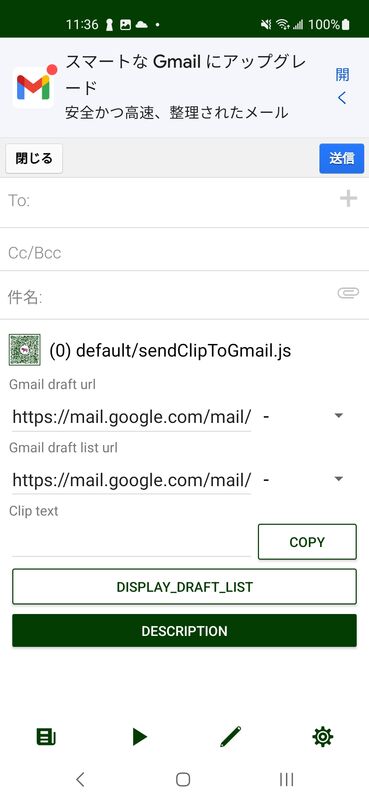 11:36
100%
スマートな Gmail にアップグレ
ード
開
く
安全かつ高速、整理されたメール
閉じる
送信
To:
Cc/Bcc
件名:
(0) default/sendClipToGmail.js
Gmail draft url
https://mail.google.com/mail/ -
Gmail draft list url
https://mail.google.com/mail/ -
Clip text
COPY
DISPLAY_DRAFT_LIST
DESCRIPTION